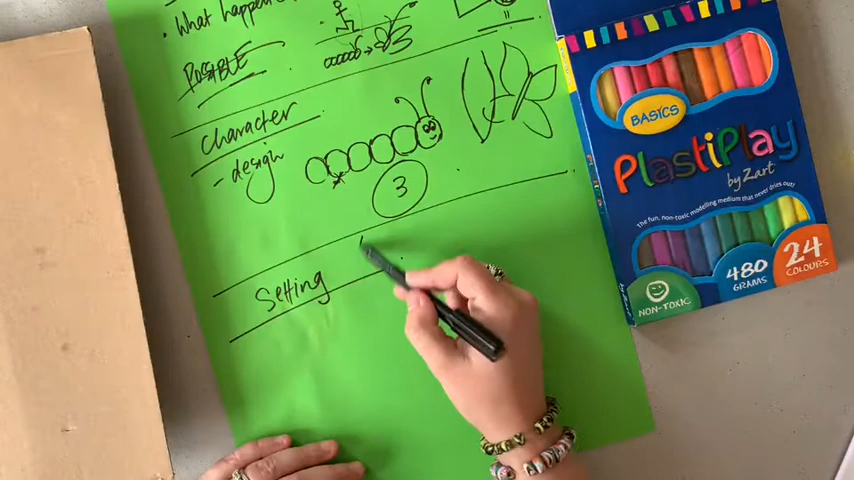 . What happen
POSIBLE
character
- design
3
Setting
BASICS
PlastiPlay
by Zart
The fun, non-toxic modelling medium that never dries out!
NON-TOXIC
480
GRAMS
24
COLOURS